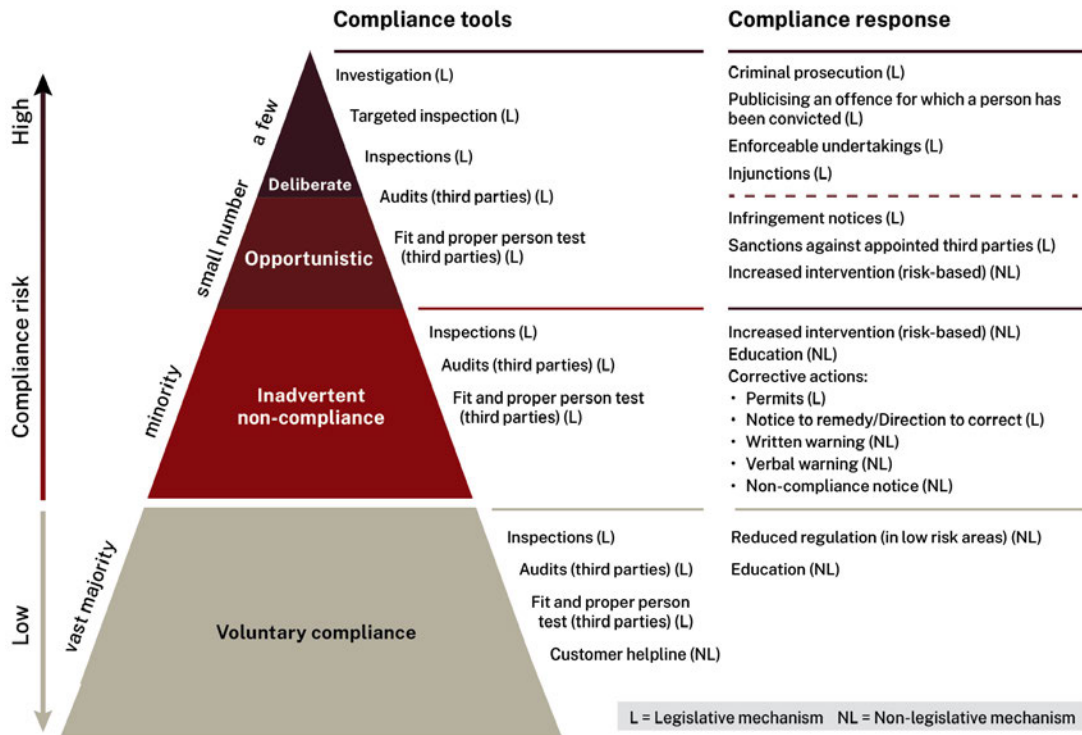 Compliance tools
Compliance response
High
Compliance risk
Low
a few
small number
minority
vast majority
Deliberate
Opportunistic
Inadvertent
non-compliance
Voluntary compliance
Investigation (L)
Targeted inspection (L)
Inspections (L)
Audits (third parties) (L)
Fit and proper person test
(third parties) (L)
Criminal prosecution (L)
Publicising an offence for which a person has
been convicted (L)
Enforceable undertakings (L)
Injunctions (L)
Infringement notices (L)
Sanctions against appointed third parties (L)
Increased intervention (risk-based) (NL)
Inspections (L)
Audits (third parties) (L)
Fit and proper person test
(third parties) (L)
Increased intervention (risk-based) (NL)
Education (NL)
Corrective actions:
• Permits (L)
• Notice to remedy/Direction to correct (L)
• Written warning (NL)
• Verbal warning (NL)
• Non-compliance notice (NL)
Inspections (L)
Audits (third parties) (L)
Fit and proper person
test (third parties) (L)
Customer helpline (NL)
Reduced regulation (in low risk areas) (NL)
Education (NL)
L = Legislative mechanism NL = Non-legislative mechanism